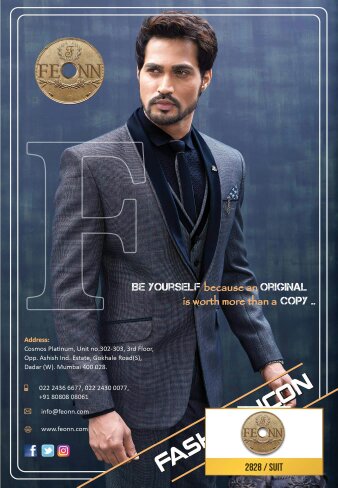 F
FEONN
F
BE YOURSELF because an ORIGINAL
is worth more than a COPY ..
Address:
Cosmos Platinum, Unit no.302-303, 3rd Floor,
Opp. Ashish Ind. Estate, Gokhale Road(S),
Dadar (W). Mumbai 400 028.
022 2436 6677, 022 2430 0077,
+91 80808 08061
info@feonn.com
www.feonn.com
FASHION ICON
FEONN
2828 / SUIT